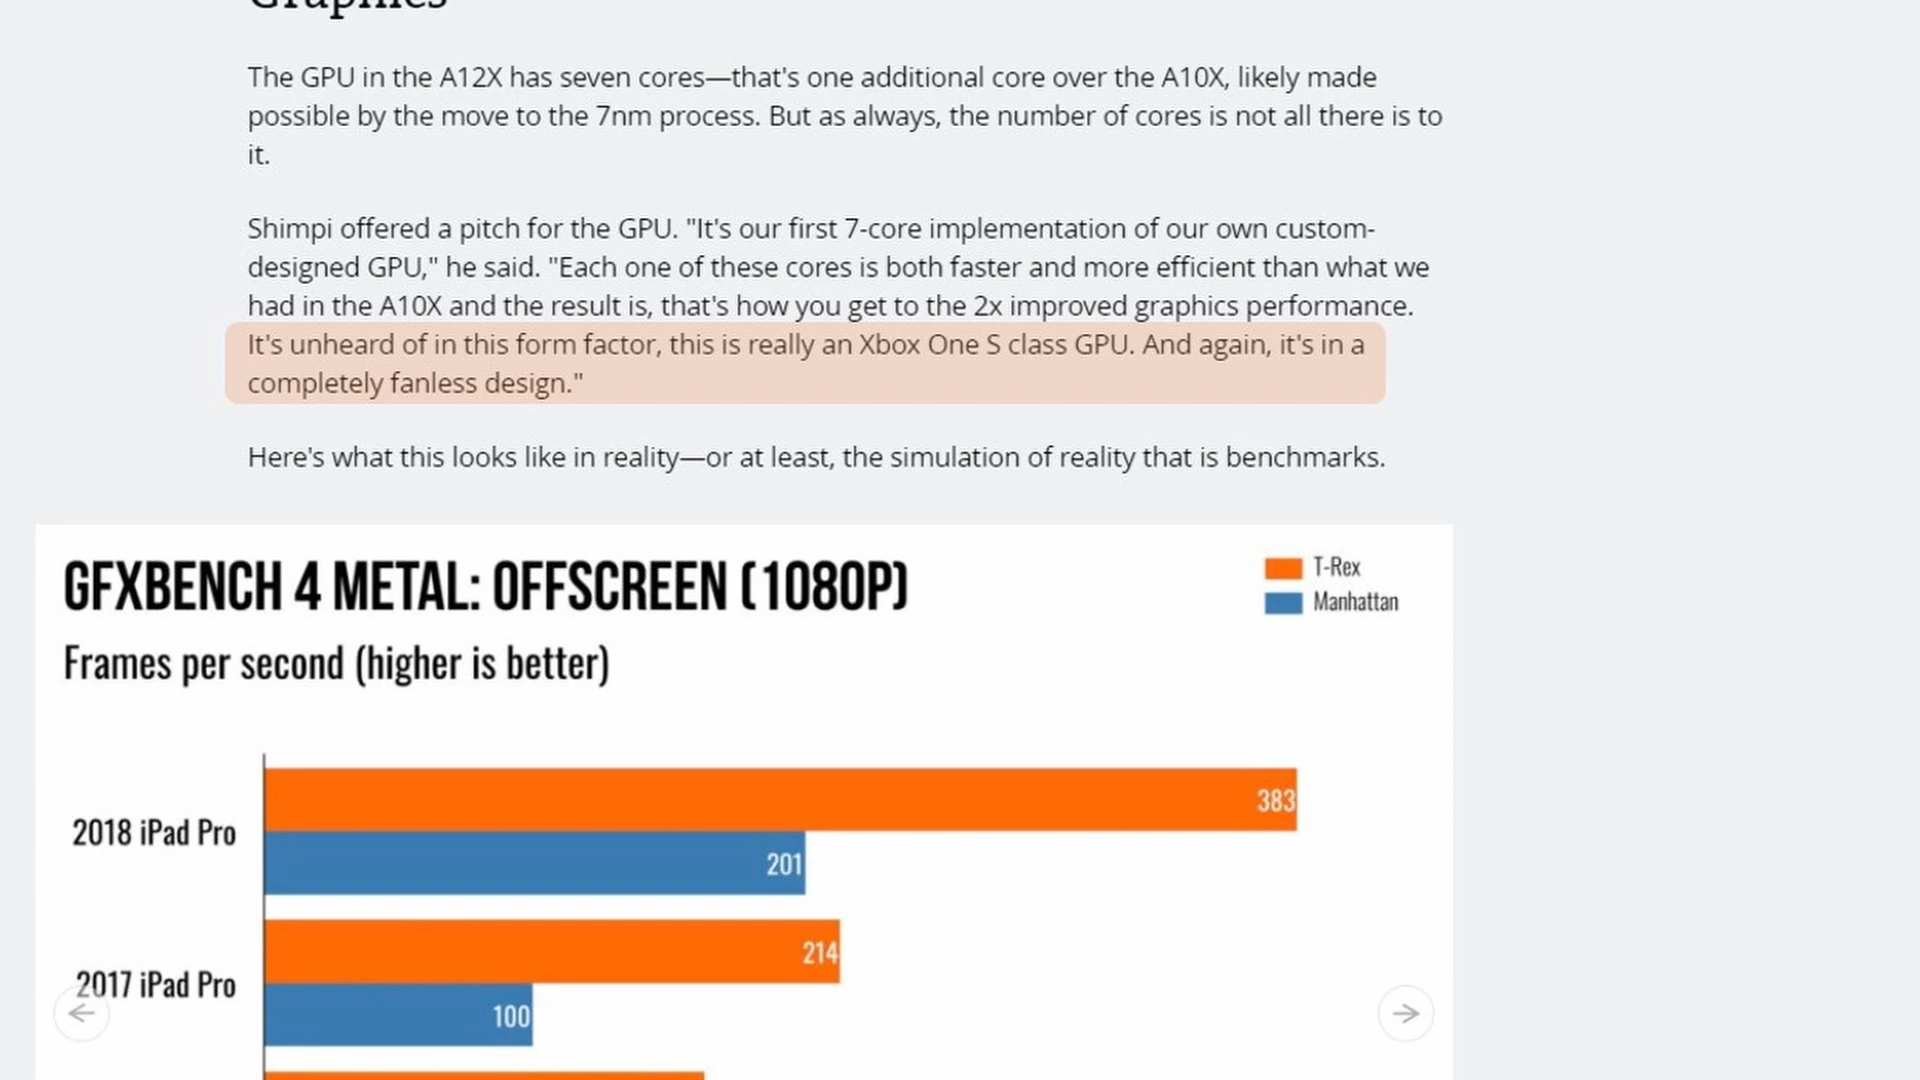 Graphics
The GPU in the A12X has seven cores—that's one additional core over the A10X, likely made
possible by the move to the 7nm process. But as always, the number of cores is not all there is to
it.
Shimpi offered a pitch for the GPU. "It's our first 7-core implementation of our own custom-
designed GPU," he said. "Each one of these cores is both faster and more efficient than what we
had in the A10X and the result is, that's how you get to the 2x improved graphics performance.
It's unheard of in this form factor, this is really an Xbox One S class GPU. And again, it's in a
completely fanless design."
Here's what this looks like in reality—or at least, the simulation of reality that is benchmarks.
GFXBENCH 4 METAL: OFFSCREEN (1080P)
T-Rex
Manhattan
Frames per second (higher is better)
383
2018 iPad Pro
201
214
2017 iPad Pro
100